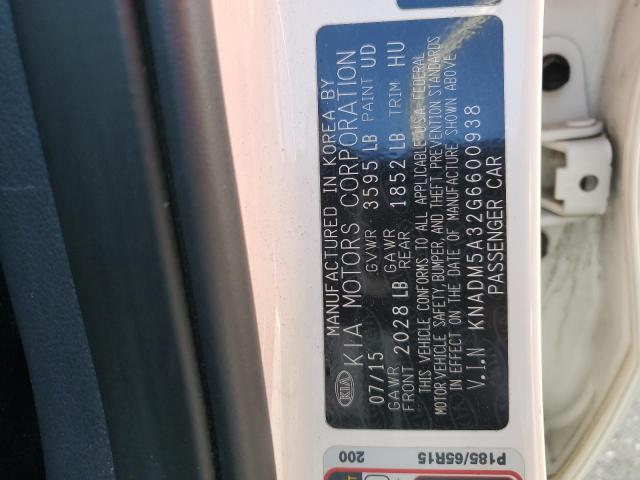 MANUFACTURED IN KOREA BY
KIA KIA MOTORS CORPORATION
07/15 GVWR 3595 LB PAINT UD
GAWR FRONT 2028 LB GAWR REAR 1852 LB TRIM HU
THIS VEHICLE CONFORMS TO ALL APPLICABLE U.S.A FEDERAL
MOTOR VEHICLE SAFETY, BUMPER, AND THEFT PREVENTION STANDARDS
IN EFFECT ON THE DATE OF MANUFACTURE SHOWN ABOVE
V.I.N KNADM5A32G6600938
PASSENGER CAR
P185/65R15
200